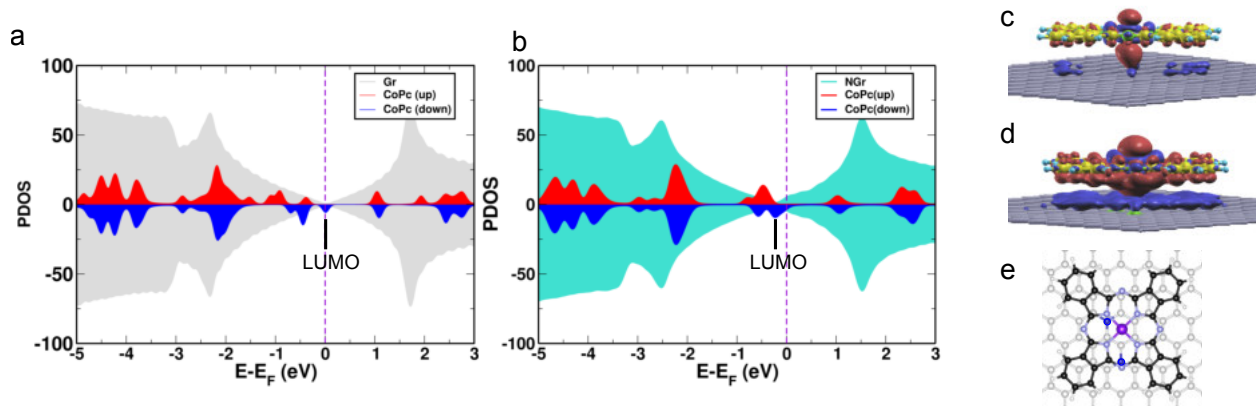 a
100
50
0
-50
-100
PDOS
Gr
CoPc (up)
CoPc (down)
LUMO
-5 -4 -3 -2 -1 0 1 2 3
E-E_F (eV)
b
100
50
0
-50
-100
PDOS
NGr
CoPc(up)
CoPc(down)
LUMO
-5 -4 -3 -2 -1 0 1 2 3
E-E_F (eV)
c
d
e